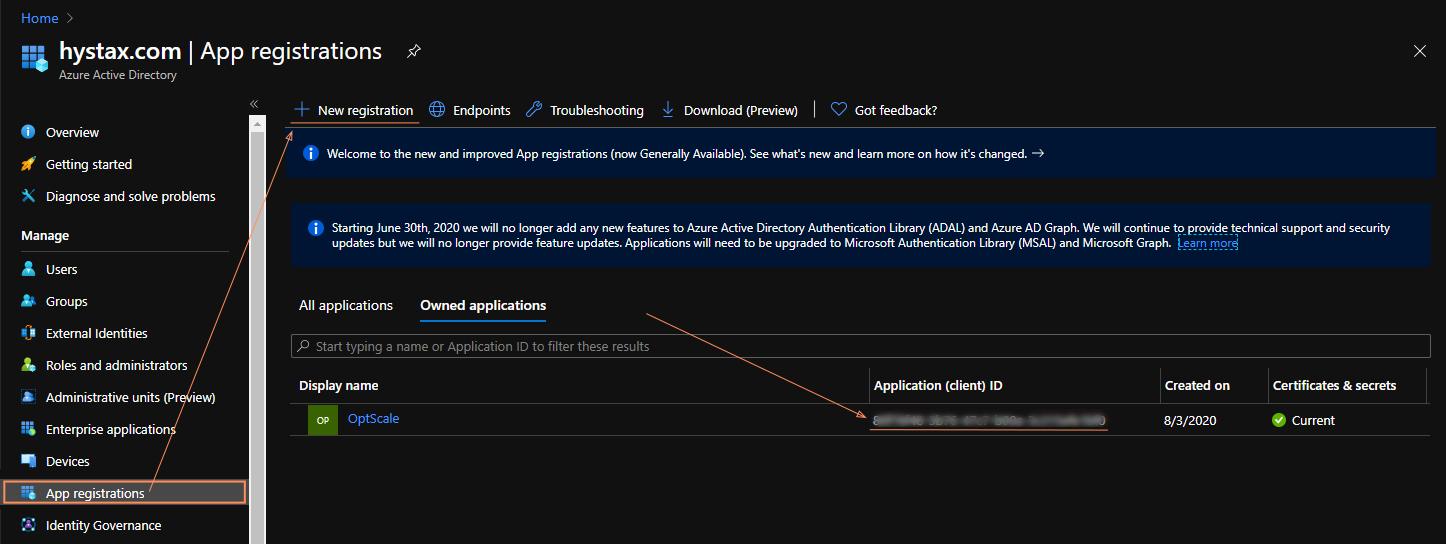 Home
hystax.com | App registrations
Azure Active Directory
Overview
Getting started
Diagnose and solve problems
Manage
Users
Groups
External Identities
Roles and administrators
Administrative units (Preview)
Enterprise applications
Devices
App registrations
Identity Governance
New registration Endpoints Troubleshooting Download (Preview) Got feedback?
Welcome to the new and improved App registrations (now Generally Available). See what's new and learn more on how it's changed.
Starting June 30th, 2020 we will no longer add any new features to Azure Active Directory Authentication Library (ADAL) and Azure AD Graph. We will continue to provide technical support and security
updates but we will no longer provide feature updates. Applications will need to be upgraded to Microsoft Authentication Library (MSAL) and Microsoft Graph. Learn more
All applications Owned applications
Start typing a name or Application ID to filter these results
Display name Application (client) ID Created on Certificates & secrets
OP OptScale 8/3/2020 Current